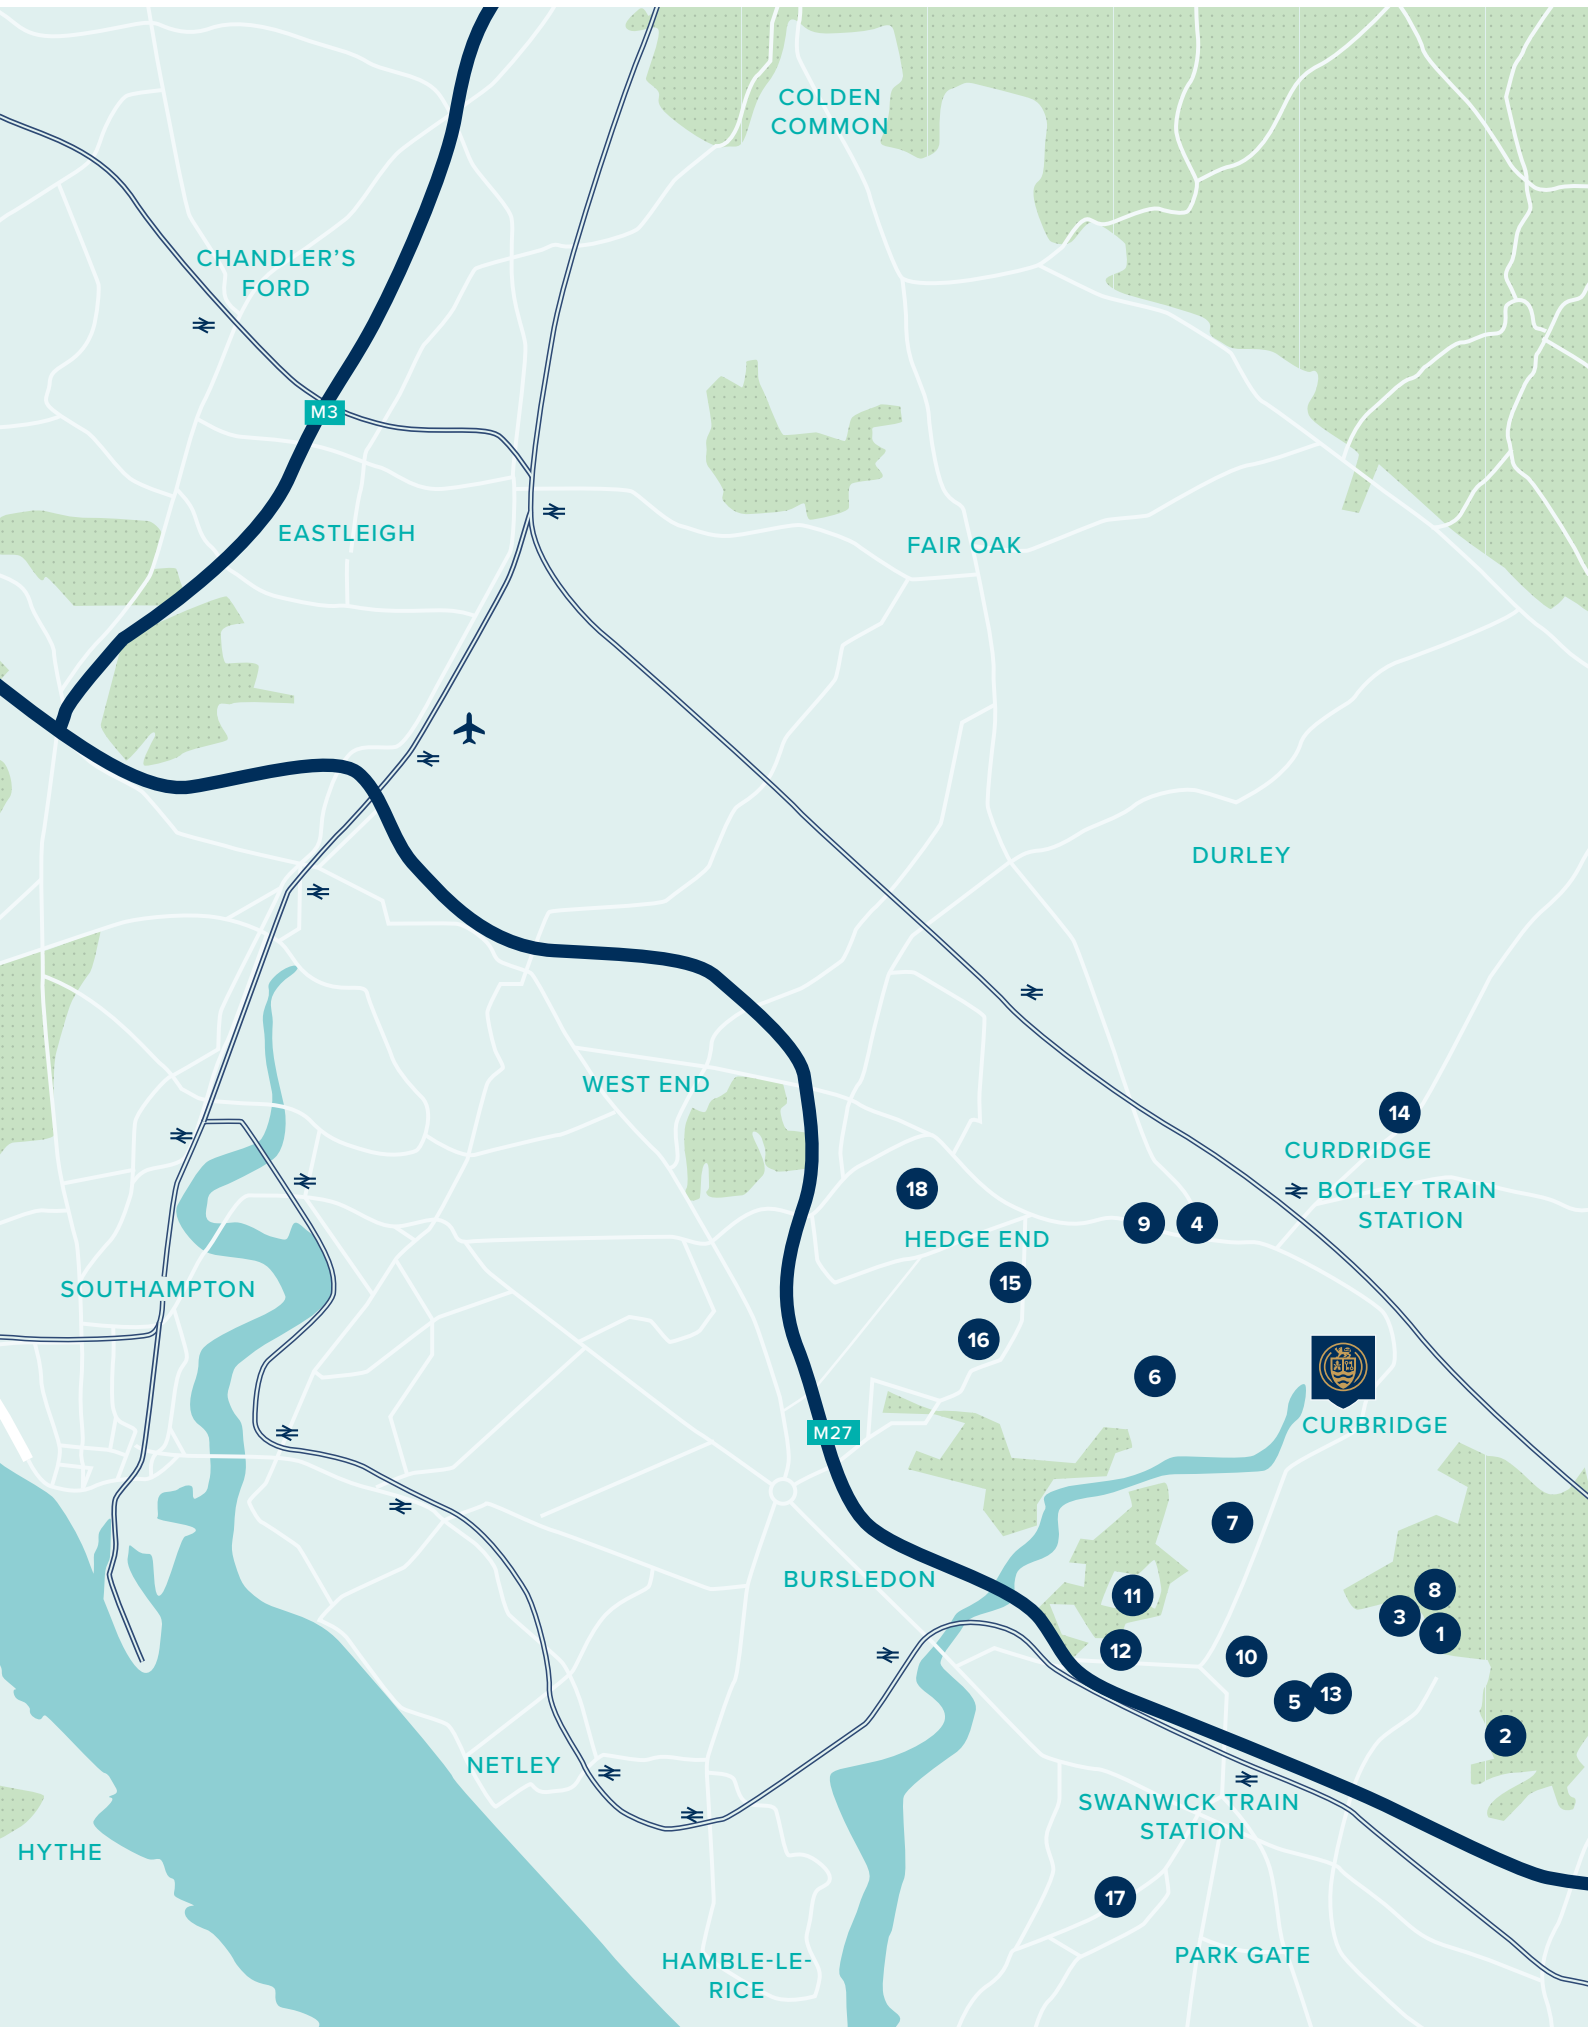 COLDEN
COMMON
CHANDLER'S
FORD
M3
EASTLEIGH
FAIR OAK
DURLEY
WEST END
14
CURDRIDGE
18
BOTLEY TRAIN
STATION
9
4
HEDGE END
15
SOUTHAMPTON
16
6
CURBRIDGE
M27
7
BURSLEDON
11
8
3
1
12
10
5
13
2
NETLEY
SWANWICK TRAIN
STATION
HYTHE
17
PARK GATE
HAMBLE-LE-
RICE